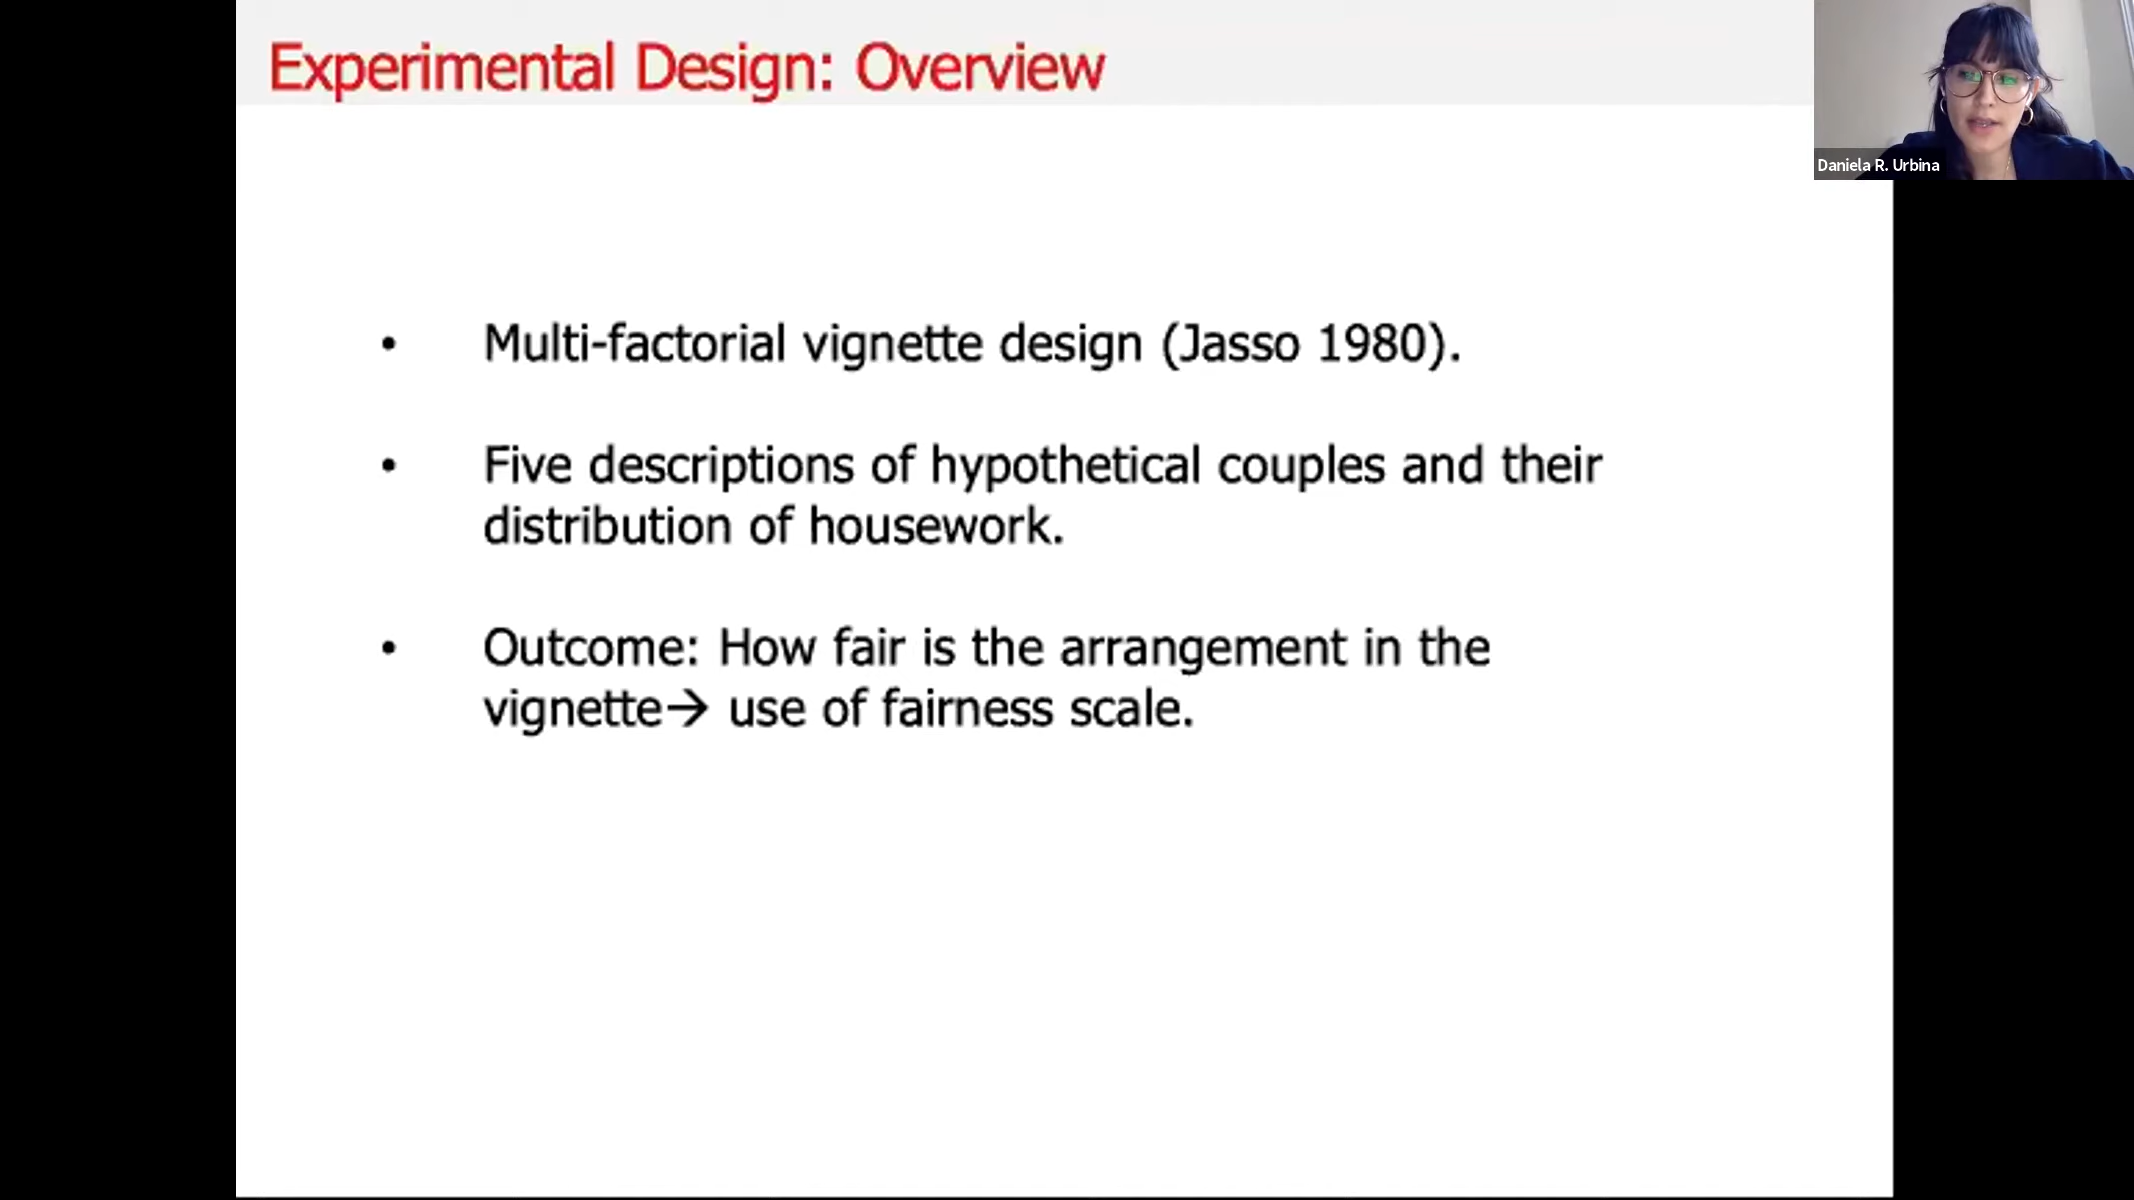 Experimental Design: Overview
Daniela R. Urbina
• Multi-factorial vignette design (Jasso 1980).
• Five descriptions of hypothetical couples and their
distribution of housework.
• Outcome: How fair is the arrangement in the
vignette→ use of fairness scale.